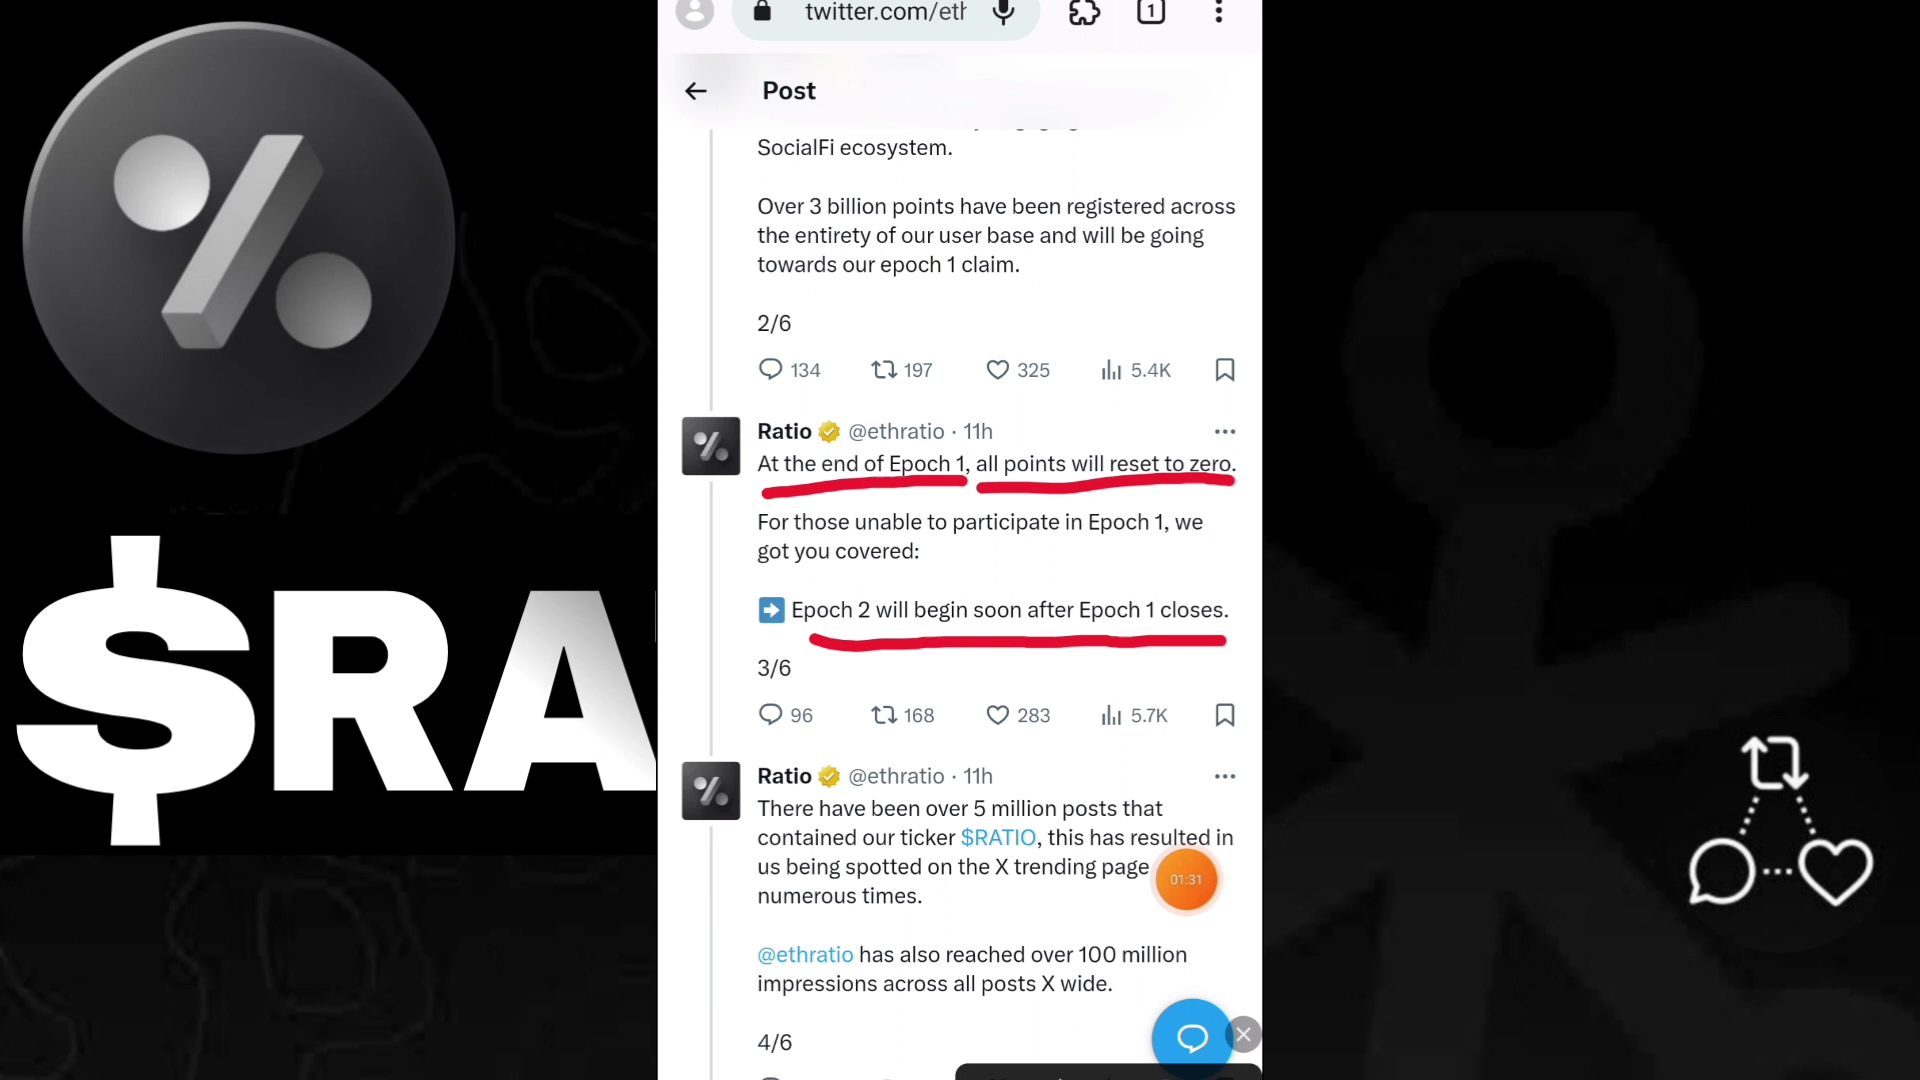 twitter.com/eth
1
Post
SocialFi ecosystem.
Over 3 billion points have been registered across
the entirety of our user base and will be going
towards our epoch 1 claim.
2/6
134 197 325 5.4K
Ratio @ethratio · 11h
At the end of Epoch 1, all points will reset to zero.
For those unable to participate in Epoch 1, we
got you covered:
➡️ Epoch 2 will begin soon after Epoch 1 closes.
3/6
96 168 283 5.7K
Ratio @ethratio · 11h
There have been over 5 million posts that
contained our ticker $RATIO, this has resulted in
us being spotted on the X trending page
numerous times.
01:31
@ethratio has also reached over 100 million
impressions across all posts X wide.
4/6
$RA